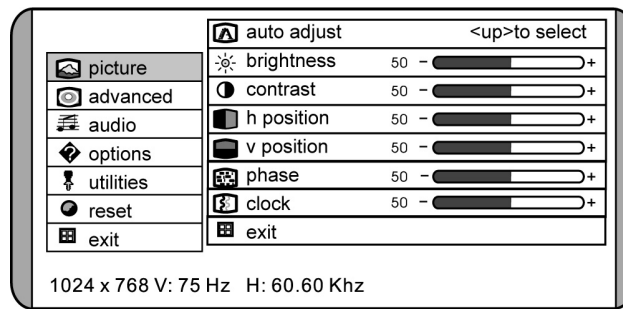 auto adjust <up>to select
picture
brightness 50 - +
advanced
contrast 50 - +
audio
h position 50 - +
options
v position 50 - +
utilities
phase 50 - +
reset
clock 50 - +
exit
exit
1024 x 768 V: 75 Hz H: 60.60 Khz